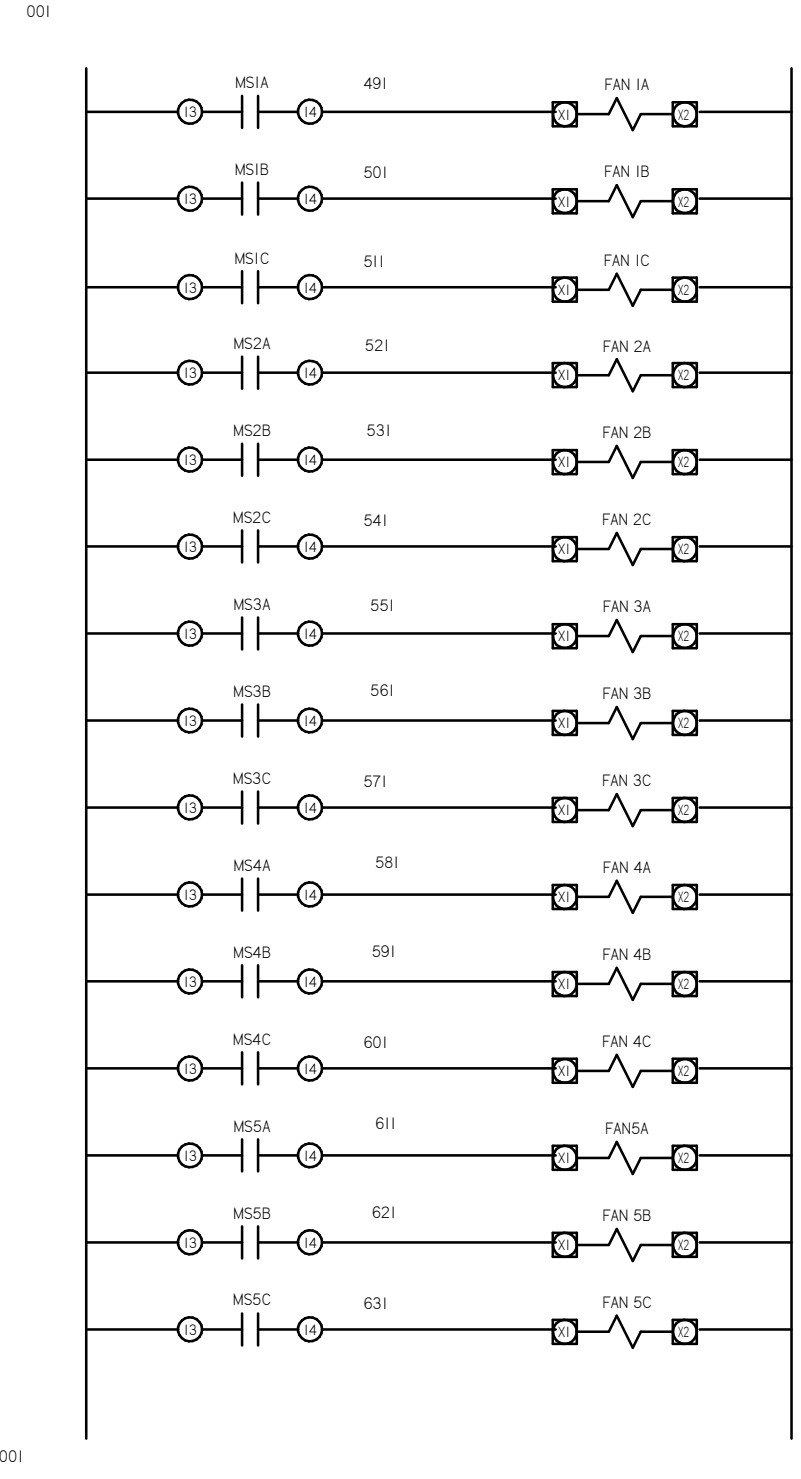 001
MS1A 491 FAN 1A
13 14 X1 X2
MS1B 501 FAN 1B
13 14 X1 X2
MS1C 511 FAN 1C
13 14 X1 X2
MS2A 521 FAN 2A
13 14 X1 X2
MS2B 531 FAN 2B
13 14 X1 X2
MS2C 541 FAN 2C
13 14 X1 X2
MS3A 551 FAN 3A
13 14 X1 X2
MS3B 561 FAN 3B
13 14 X1 X2
MS3C 571 FAN 3C
13 14 X1 X2
MS4A 581 FAN 4A
13 14 X1 X2
MS4B 591 FAN 4B
13 14 X1 X2
MS4C 601 FAN 4C
13 14 X1 X2
MS5A 611 FAN5A
13 14 X1 X2
MS5B 621 FAN 5B
13 14 X1 X2
MS5C 631 FAN 5C
13 14 X1 X2
001